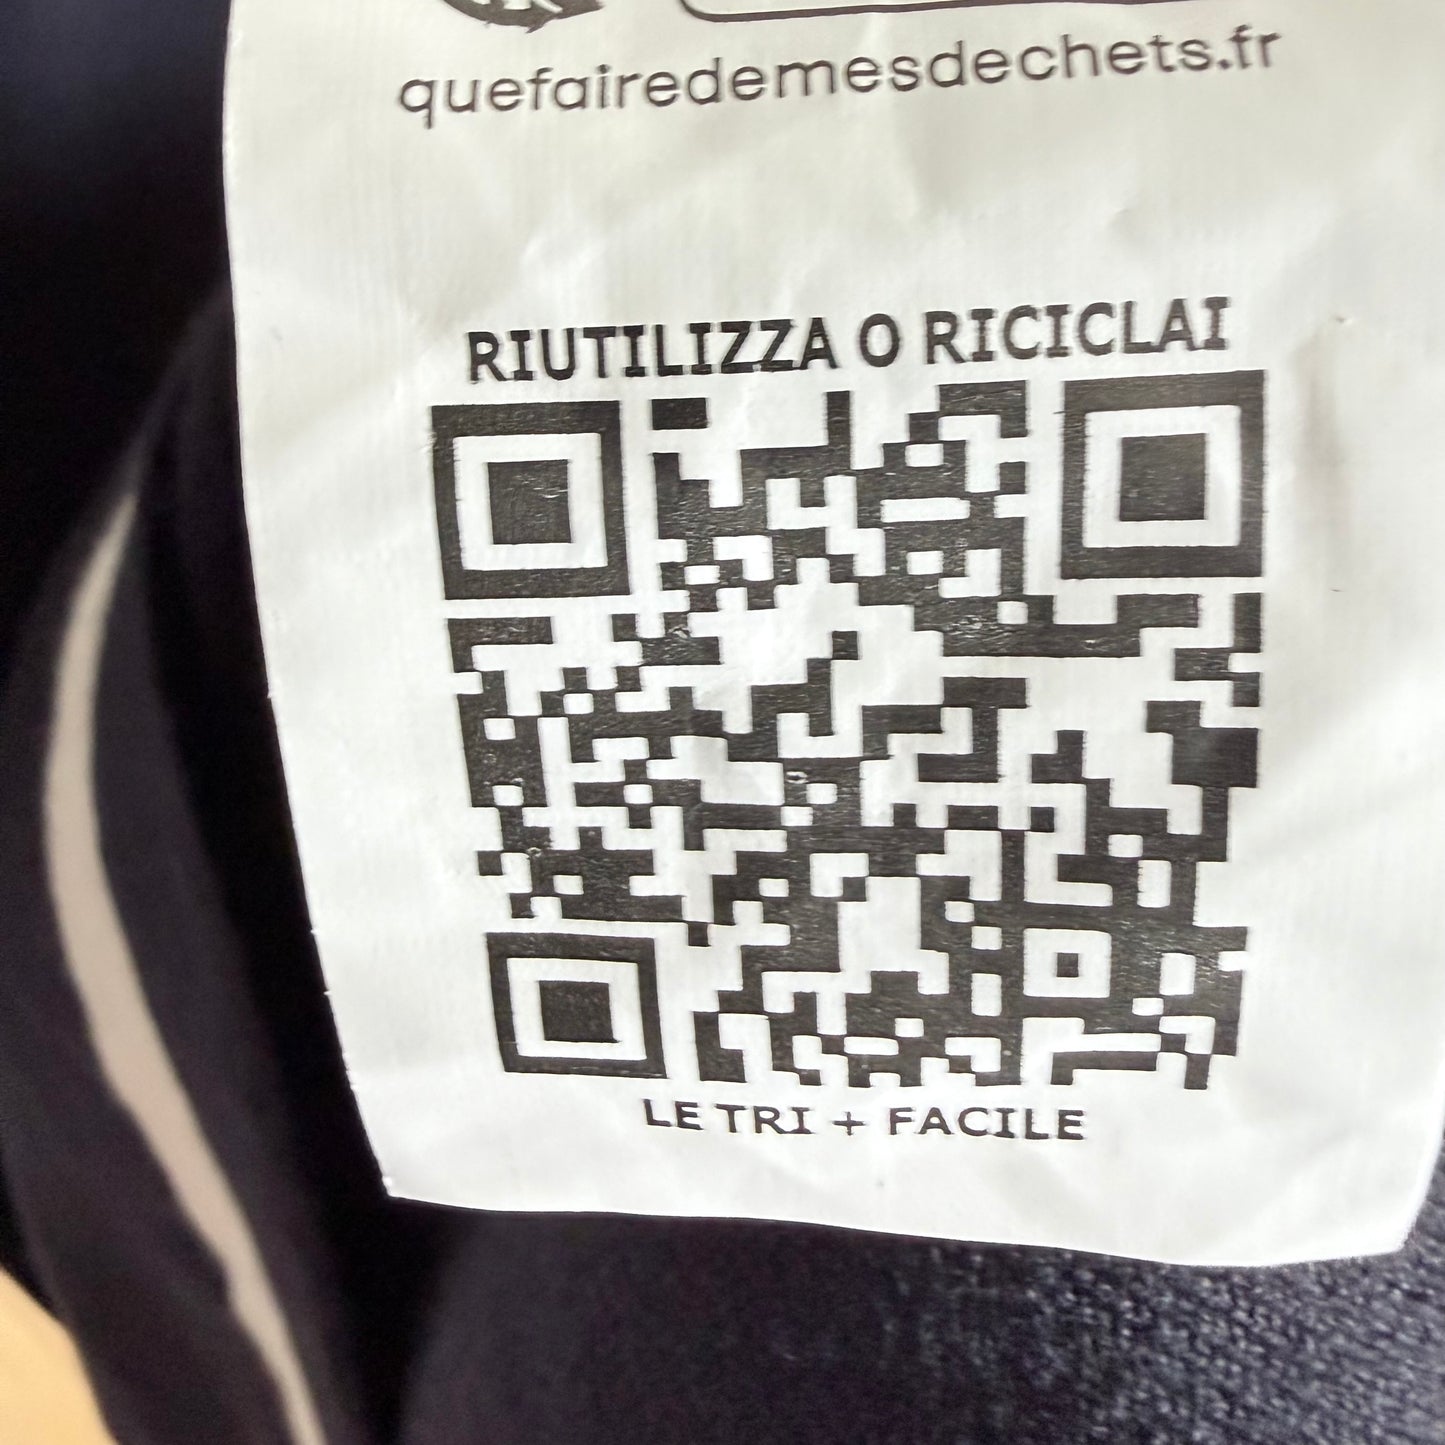 quefairedemesdechets.fr
RIUTILIZZA O RICICLAI
LE TRI + FACILE